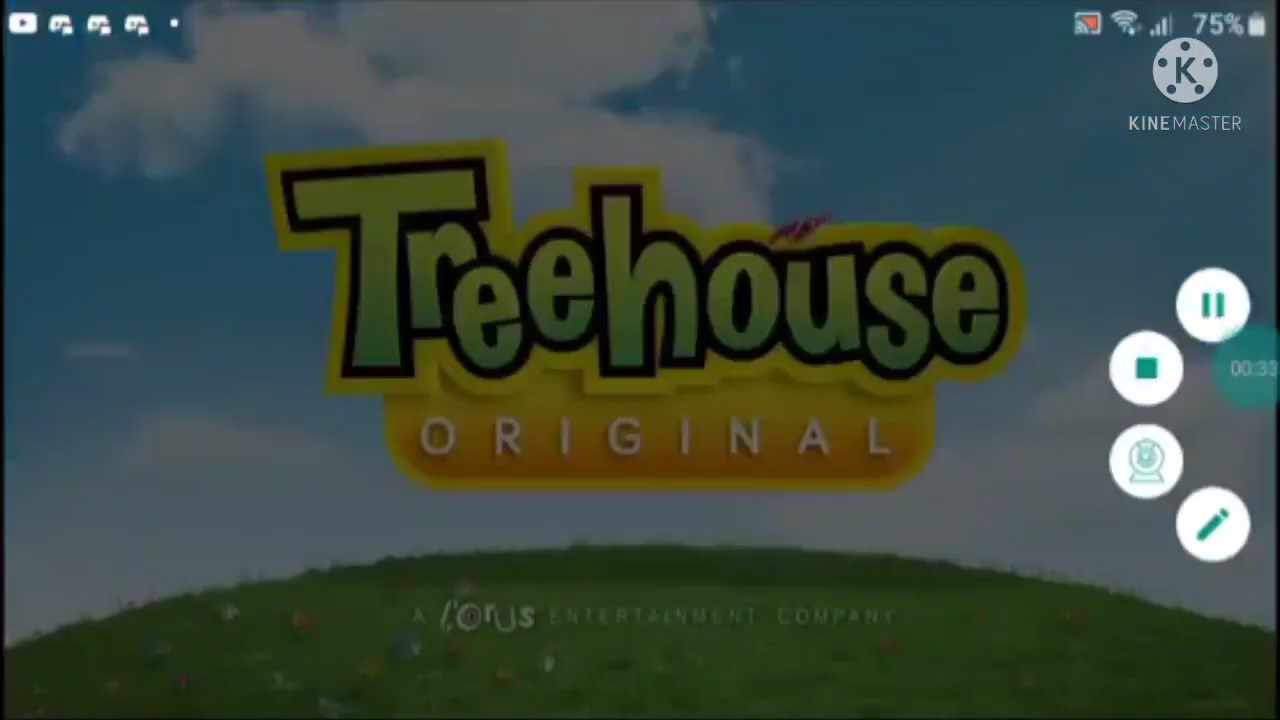 75%
KINEMASTER
Treehouse
ORIGINAL
00:33
A Corus ENTERTAINMENT COMPANY